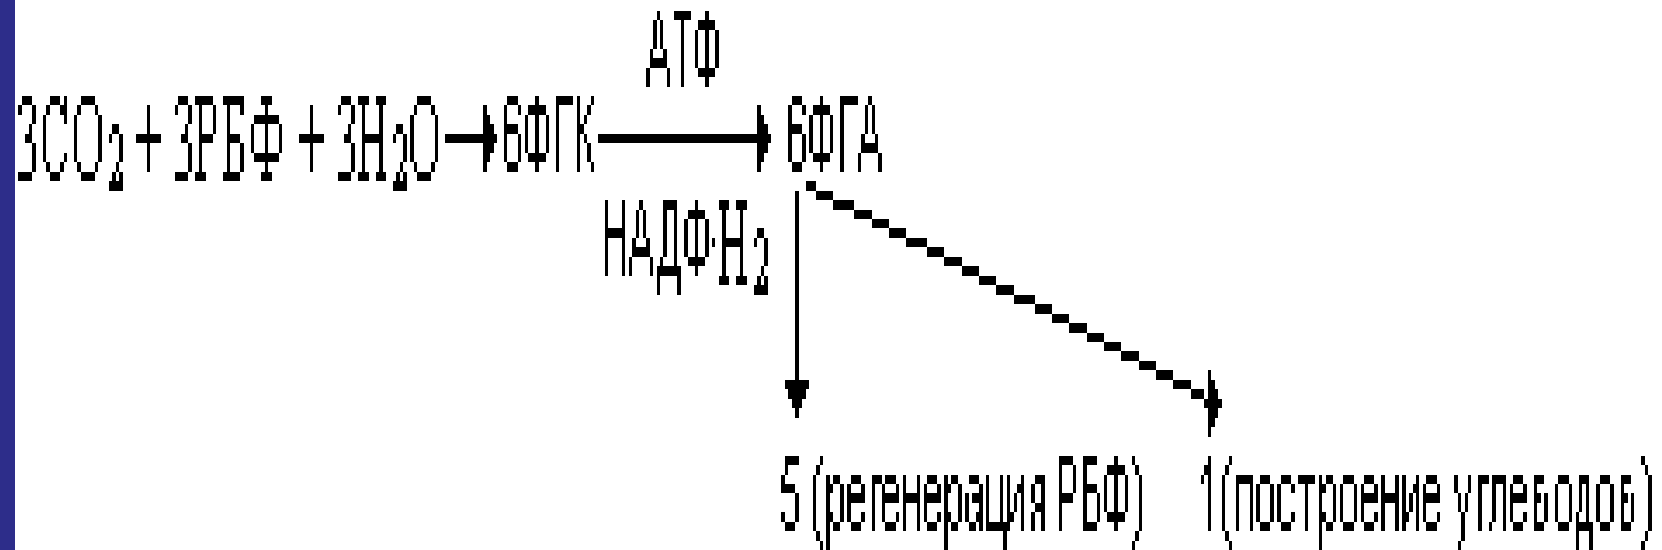 АТФ
3CO₂ + 3РБФ + 3H₂O → 6ФГК → 6ФГА
НАДФ·H₂
5 (регенерация РБФ) 1(построение углеводов)